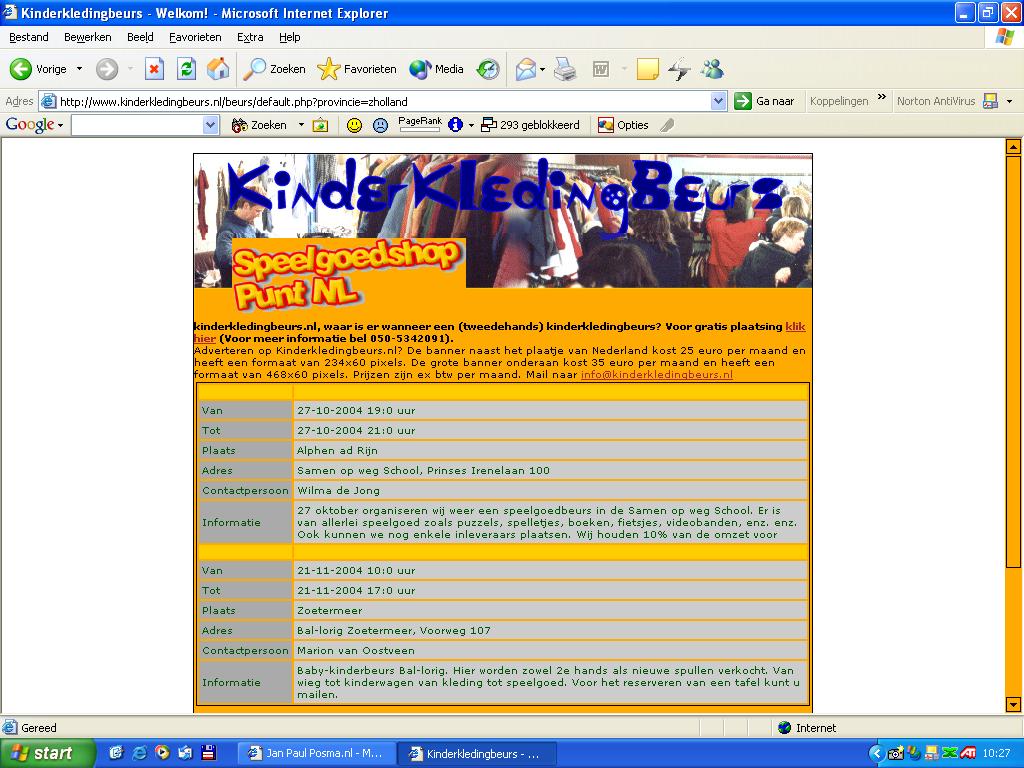 Kinderkledingbeurs - Welkom! - Microsoft Internet Explorer
Bestand Bewerken Beeld Favorieten Extra Help
Vorige Zoeken Favorieten Media
Adres http://www.kinderkledingbeurs.nl/beurs/default.php?provincie=zholland Ga naar Koppelingen » Norton AntiVirus
Google Zoeken PageRank 293 geblokkeerd Opties
KinderKledingBeurs
Speelgoedshop
Punt NL
kinderkledingbeurs.nl, waar is er wanneer een (tweedehands) kinderkledingbeurs? Voor gratis plaatsing klik
hier (Voor meer informatie bel 050-5342091).
Adverteren op Kinderkledingbeurs.nl? De banner naast het plaatje van Nederland kost 25 euro per maand en
heeft een formaat van 234x60 pixels. De grote banner onderaan kost 35 euro per maand en heeft een
formaat van 468x60 pixels. Prijzen zijn ex btw per maand. Mail naar info@kinderkledingbeurs.nl
Van 27-10-2004 19:0 uur
Tot 27-10-2004 21:0 uur
Plaats Alphen ad Rijn
Adres Samen op weg School, Prinses Irenelaan 100
Contactpersoon Wilma de Jong
27 oktober organiseren wij weer een speelgoedbeurs in de Samen op weg School. Er is
Informatie van allerlei speelgoed zoals puzzels, spelletjes, boeken, fietsjes, videobanden, enz. enz.
Ook kunnen we nog enkele inleveraars plaatsen. Wij houden 10% van de omzet voor
Van 21-11-2004 10:0 uur
Tot 21-11-2004 17:0 uur
Plaats Zoetermeer
Adres Bal-lorig Zoetermeer, Voorweg 107
Contactpersoon Marion van Oostveen
Baby-kinderbeurs Bal-lorig. Hier worden zowel 2e hands als nieuwe spullen verkocht. Van
Informatie wieg tot kinderwagen van kleding tot speelgoed. Voor het reserveren van een tafel kunt u
mailen.
Gereed Internet
start Jan Paul Posma.nl - M... Kinderkledingbeurs - ... 10:27